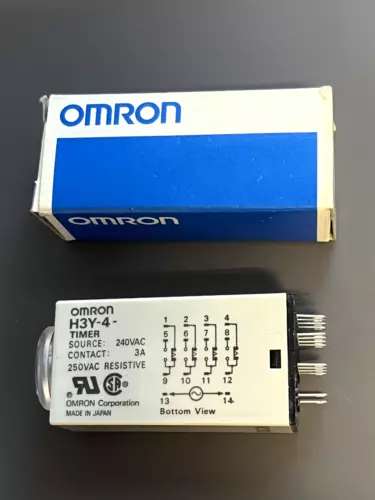 OMRON
OMRON
OMRON
H3Y-4-
TIMER
SOURCE: 240VAC
CONTACT: 3A
250VAC RESISTIVE
OMRON Corporation
MADE IN JAPAN
1 2 3 4
5 6 7 8
9 10 11 12
13 14
Bottom View